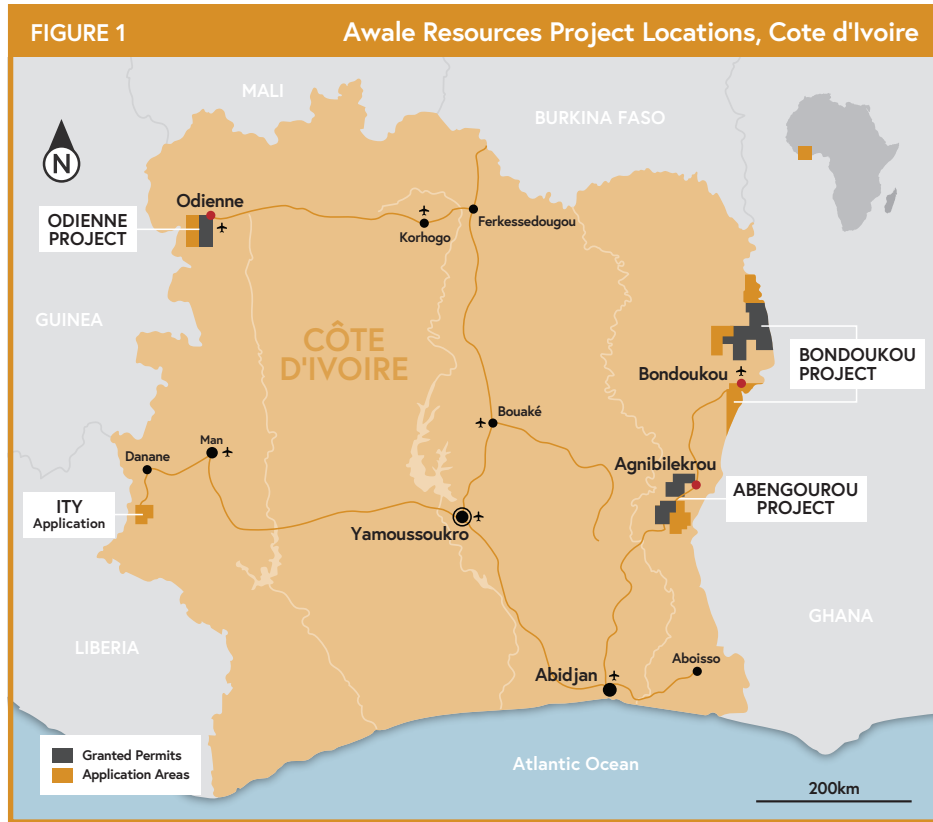 FIGURE 1
Awale Resources Project Locations, Cote d'Ivoire
MALI
BURKINA FASO
N
Odienne
ODIENNE
PROJECT
Korhogo
Ferkessedougou
GUINEA
CÔTE
D'IVOIRE
BONDOUKOU
PROJECT
Bondoukou
Bouaké
Man
Danane
Agnibilekrou
ABENGOUROU
PROJECT
ITY
Application
Yamoussoukro
GHANA
LIBERIA
Aboisso
Abidjan
Granted Permits
Application Areas
Atlantic Ocean
200km